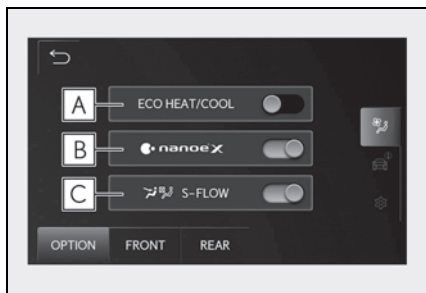 A ECO HEAT/COOL
B nanoe X
C S-FLOW
OPTION FRONT REAR